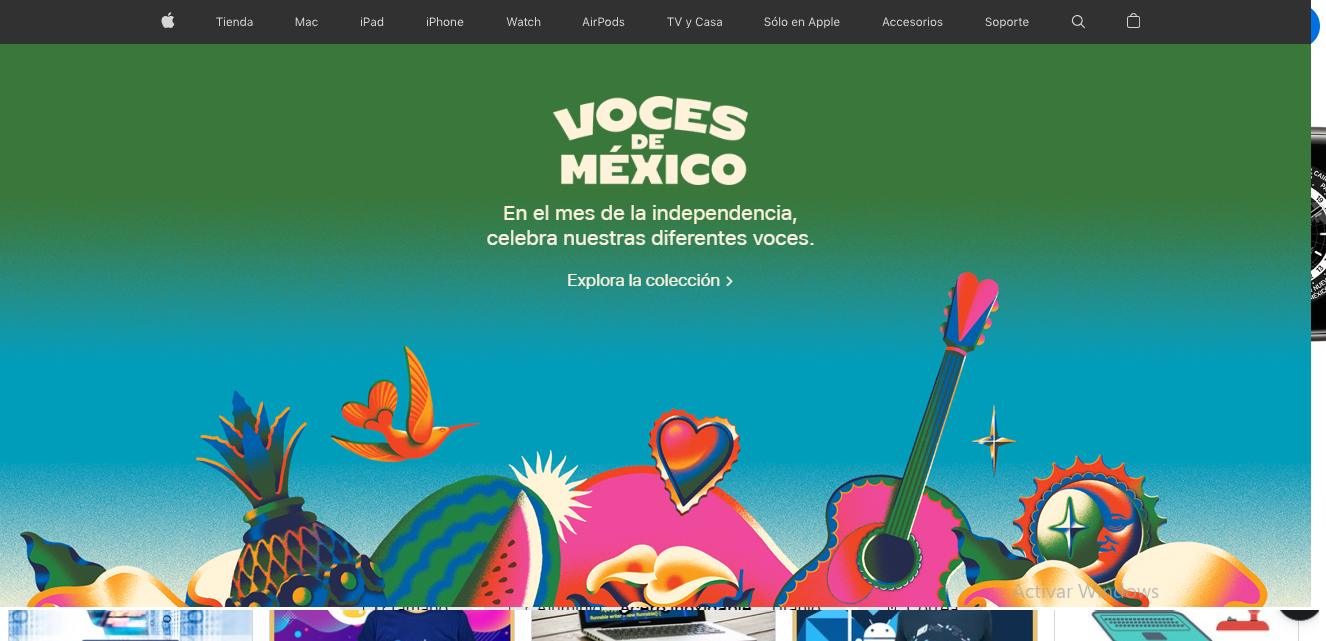 Tienda Mac iPad iPhone Watch AirPods TV y Casa Sólo en Apple Accesorios Soporte
VOCES
DE
MÉXICO
En el mes de la independencia,
celebra nuestras diferentes voces.
Explora la colección >
Activar Windows